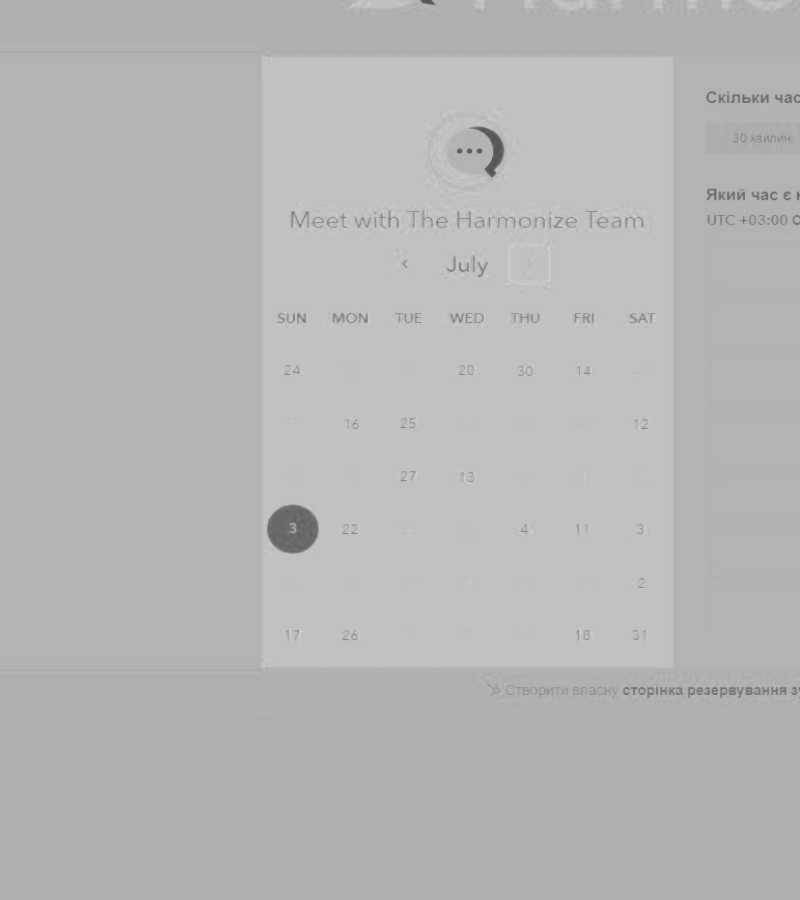 Meet with The Harmonize Team
July
SUN MON TUE WED THU FRI SAT
24 28 30 14
16 25 12
27 13
3 22 4 11 3
2
17 26 18 31
Скільки час
30 хвилин
Який час є
UTC +03:00
Створити власну сторінка резервування